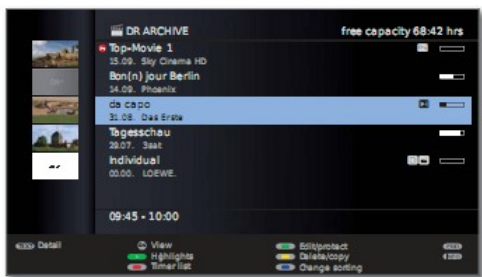 DR ARCHIVE
free capacity 68:42 hrs
Top-Movie 1
15.09. Sky Cinema HD
Bon(n) jour Berlin
14.09. Phoenix
da capo
31.08. Das Erste
Tagesschau
29.07. 3sat
Individual
00.00. LOEWE.
09:45 - 10:00
Detail
View
Highlights
Timer list
Edit/protect
Delete/copy
Change sorting